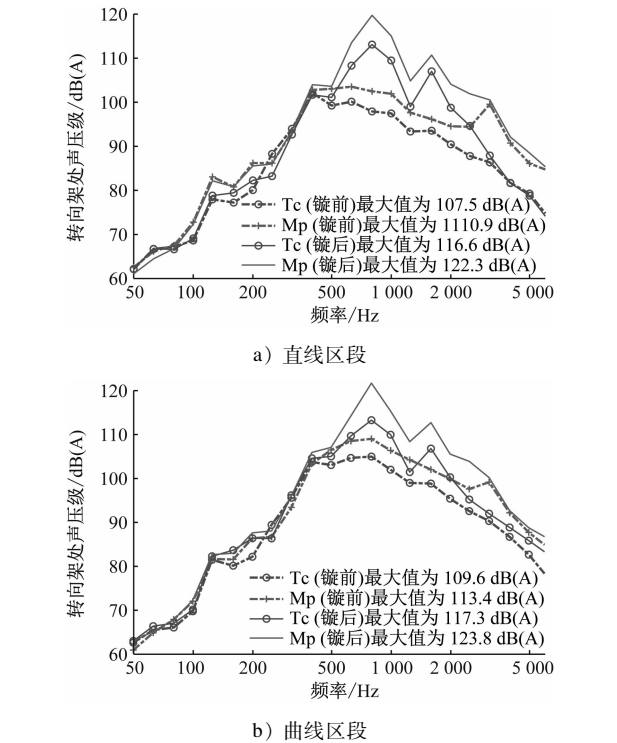 120
110
100
90
80
70
60
转向架处声压级/dB(A)
Tc (镟前)最大值为 107.5 dB(A)
Mp (镟前)最大值为 1110.9 dB(A)
Tc (镟后)最大值为 116.6 dB(A)
Mp (镟后)最大值为 122.3 dB(A)
50 100 200 500 1 000 2 000 5 000
频率/Hz
a）直线区段
120
110
100
90
80
70
60
转向架处声压级/dB(A)
Tc (镟前)最大值为 109.6 dB(A)
Mp (镟前)最大值为 113.4 dB(A)
Tc (镟后)最大值为 117.3 dB(A)
Mp (镟后)最大值为 123.8 dB(A)
50 100 200 500 1 000 2 000 5 000
频率/Hz
b）曲线区段